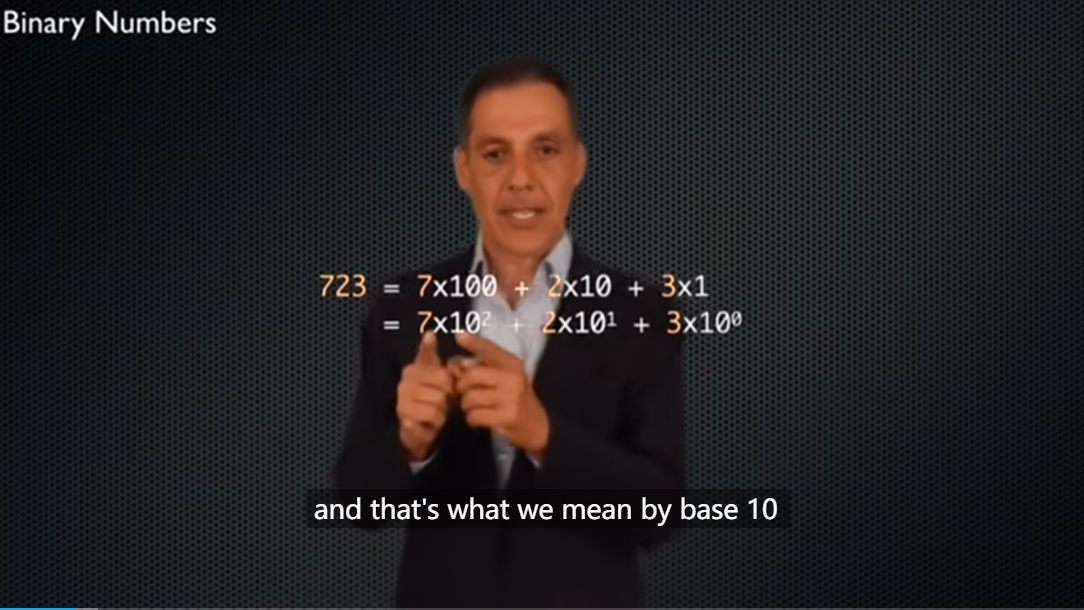 Binary Numbers
723 = 7x100 + 2x10 + 3x1
= 7x10² + 2x10¹ + 3x10⁰
and that's what we mean by base 10